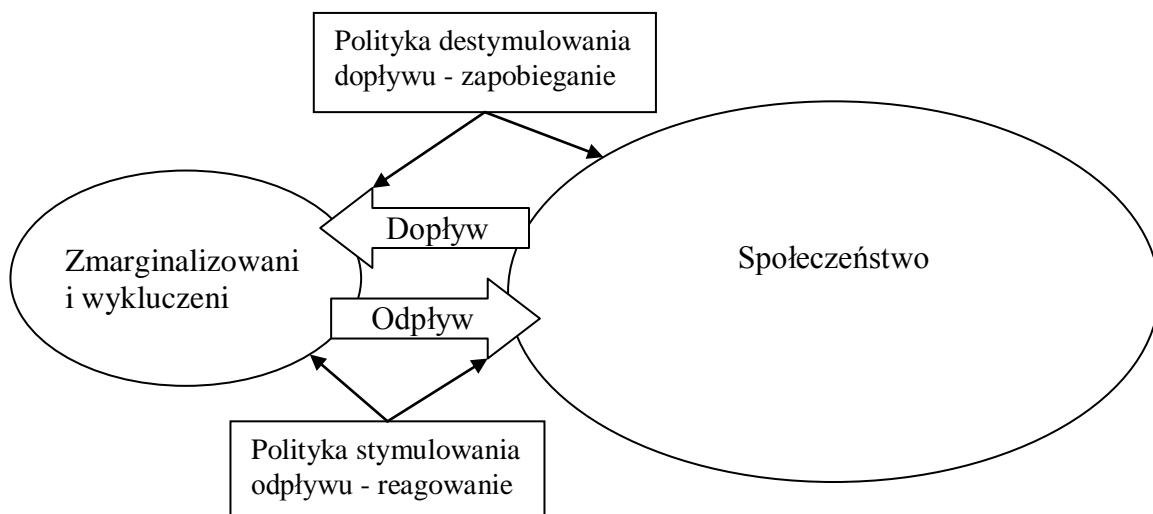 Polityka destymulowania
dopływu - zapobieganie
Dopływ
Zmarginalizowani
i wykluczeni
Społeczeństwo
Odpływ
Polityka stymulowania
odpływu - reagowanie